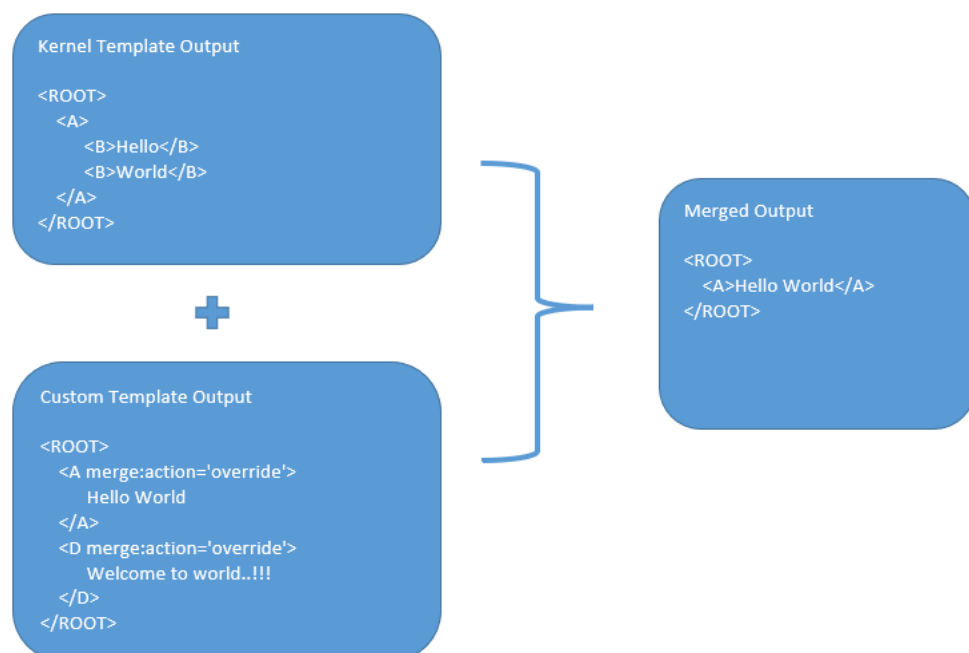 Kernel Template Output
<ROOT>
<A>
<B>Hello</B>
<B>World</B>
</A>
</ROOT>
Custom Template Output
<ROOT>
<A merge:action='override'>
Hello World
</A>
<D merge:action='override'>
Welcome to world..!!!
</D>
</ROOT>
Merged Output
<ROOT>
<A>Hello World</A>
</ROOT>